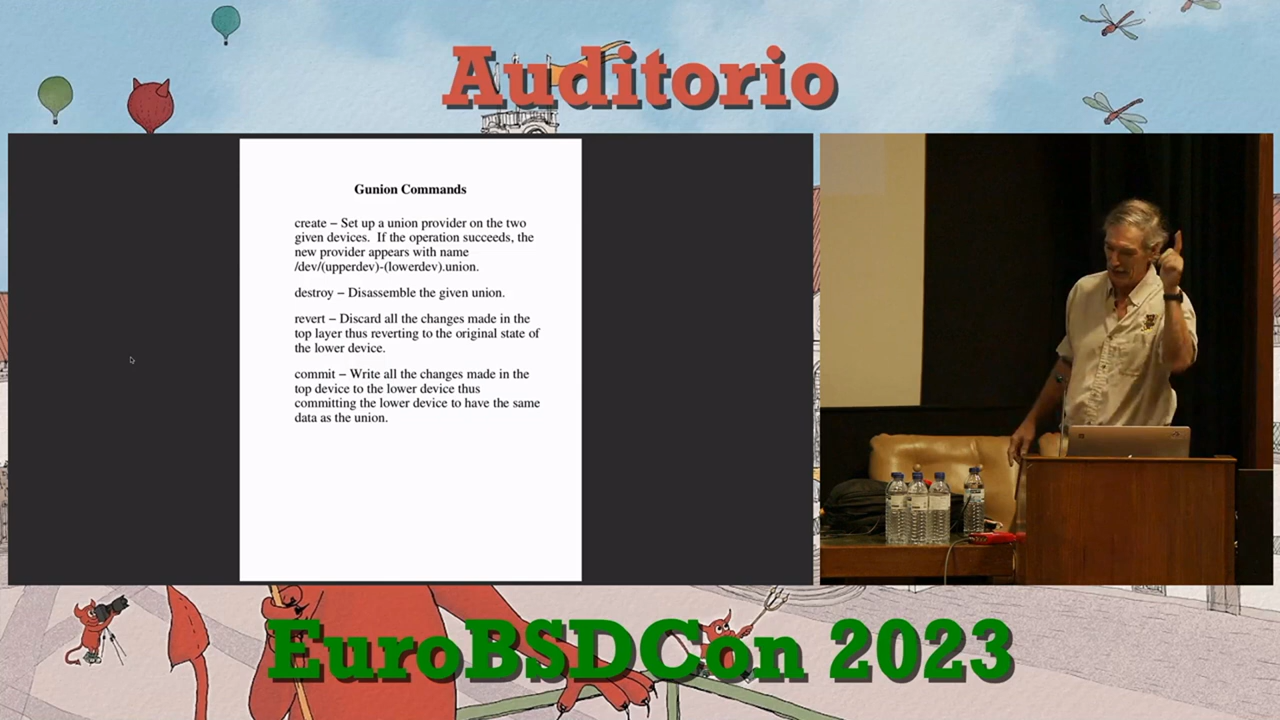 Auditorio
Gunion Commands
create – Set up a union provider on the two
given devices. If the operation succeeds, the
new provider appears with name
/dev/(upperdev)-(lowerdev).union.
destroy – Disassemble the given union.
revert – Discard all the changes made in the
top layer thus reverting to the original state of
the lower device.
commit – Write all the changes made in the
top device to the lower device thus
committing the lower device to have the same
data as the union.
EuroBSDCon 2023